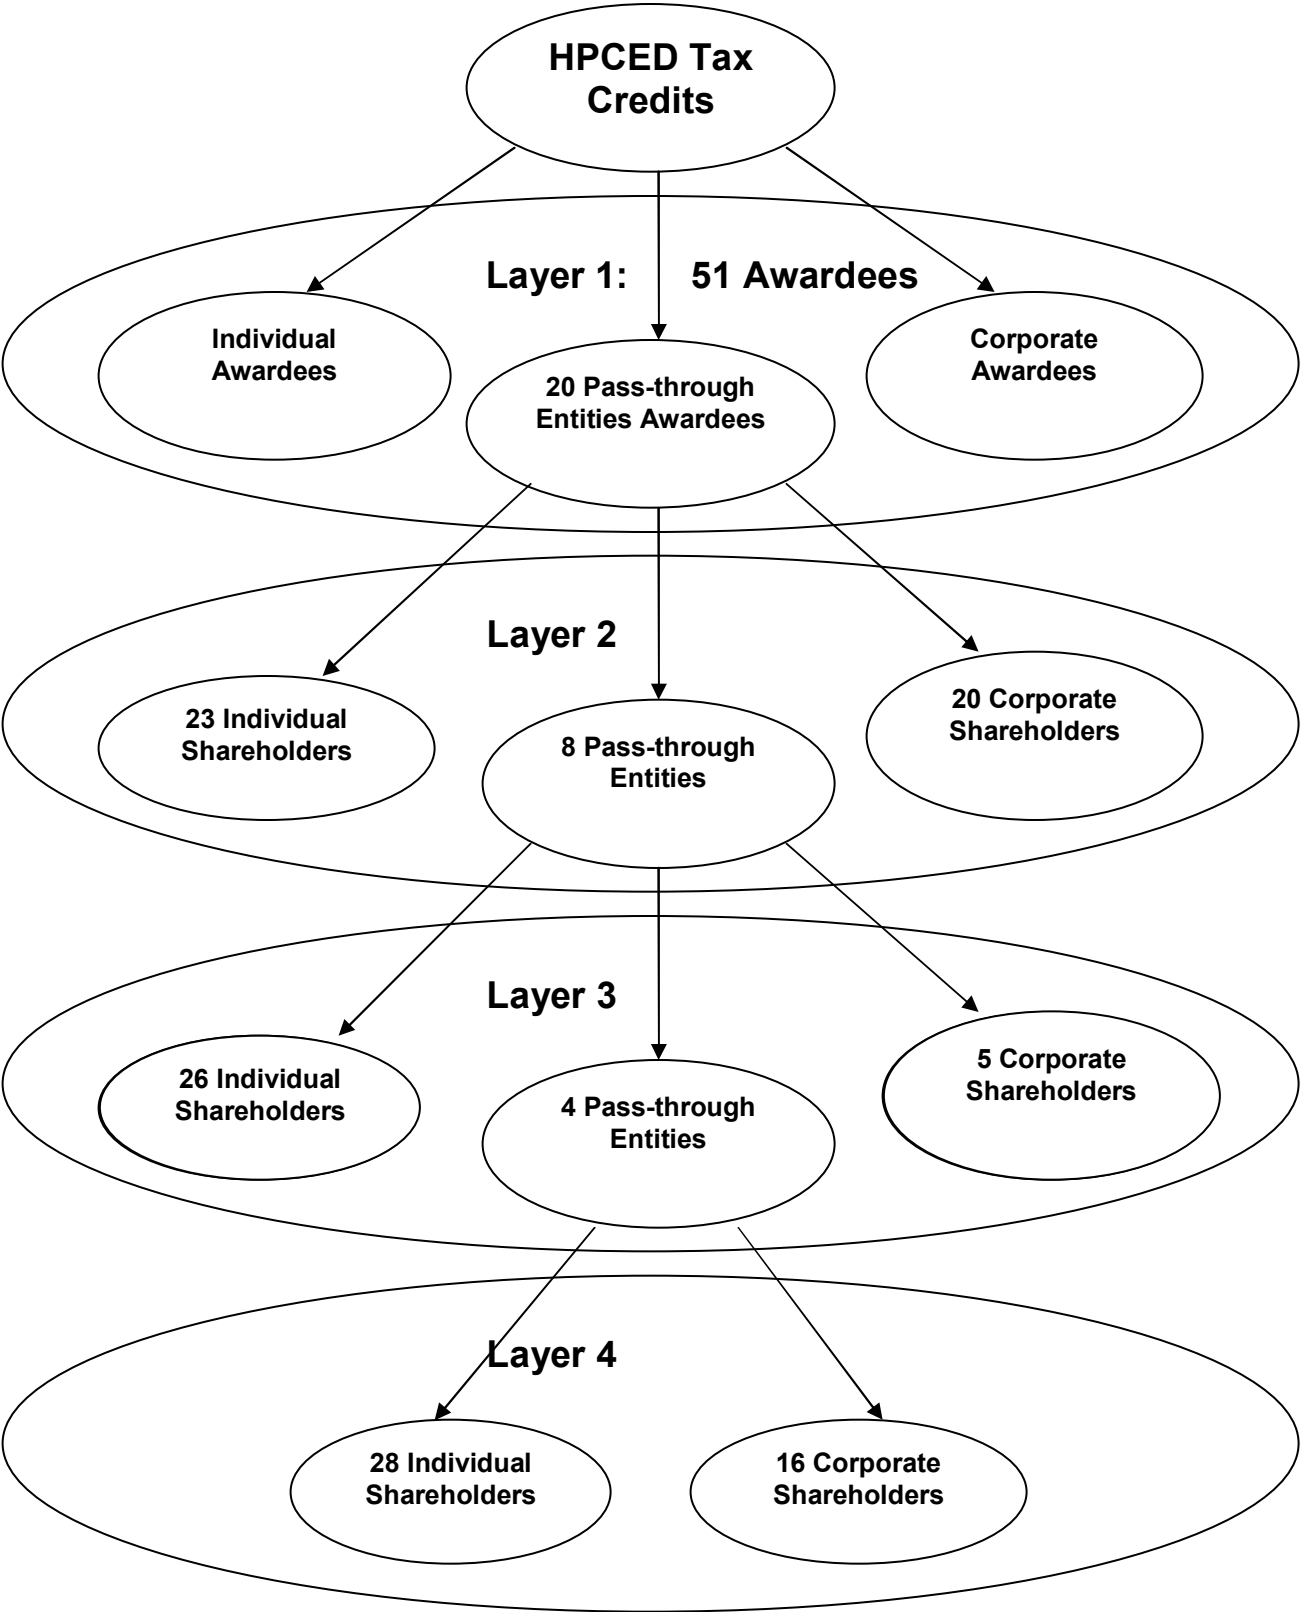 HPCED Tax
Credits
Layer 1: 51 Awardees
Individual
Awardees
20 Pass-through
Entities Awardees
Corporate
Awardees
Layer 2
23 Individual
Shareholders
8 Pass-through
Entities
20 Corporate
Shareholders
Layer 3
26 Individual
Shareholders
4 Pass-through
Entities
5 Corporate
Shareholders
Layer 4
28 Individual
Shareholders
16 Corporate
Shareholders